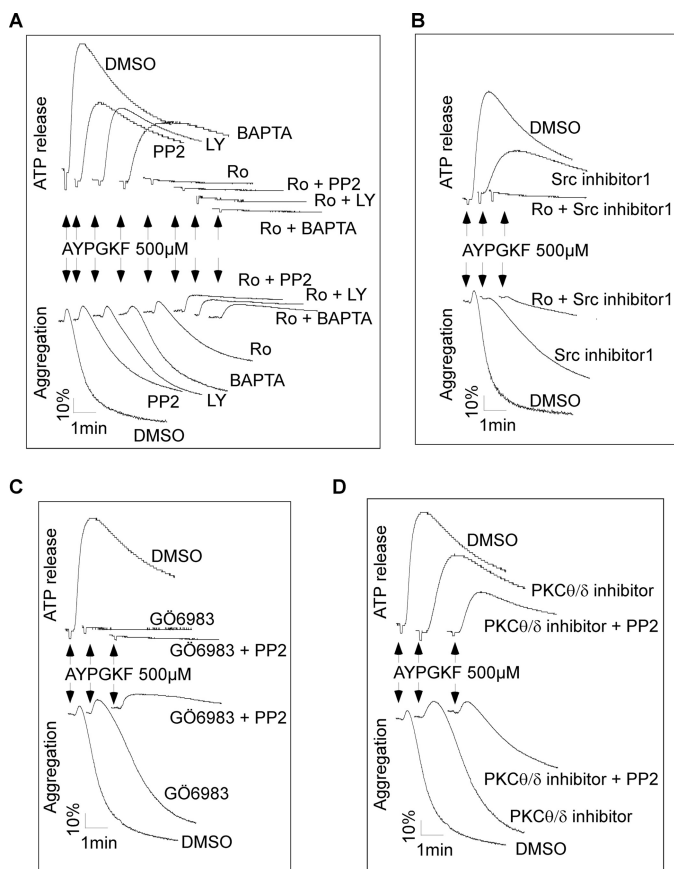 A
ATP release
DMSO
BAPTA
LY
PP2
Ro
Ro + PP2
Ro + LY
Ro + BAPTA
AYPGKF 500µM
Ro + PP2
Ro + LY
Ro + BAPTA
Aggregation
Ro
BAPTA
PP2
LY
DMSO
10%
1min
B
ATP release
DMSO
Src inhibitor1
Ro + Src inhibitor1
AYPGKF 500µM
Ro + Src inhibitor1
Aggregation
Src inhibitor1
DMSO
10%
1min
C
ATP release
DMSO
GÖ6983
GÖ6983 + PP2
AYPGKF 500µM
GÖ6983 + PP2
Aggregation
GÖ6983
DMSO
10%
1min
D
ATP release
DMSO
PKCθ/δ inhibitor
PKCθ/δ inhibitor + PP2
AYPGKF 500µM
Aggregation
PKCθ/δ inhibitor + PP2
PKCθ/δ inhibitor
DMSO
10%
1min